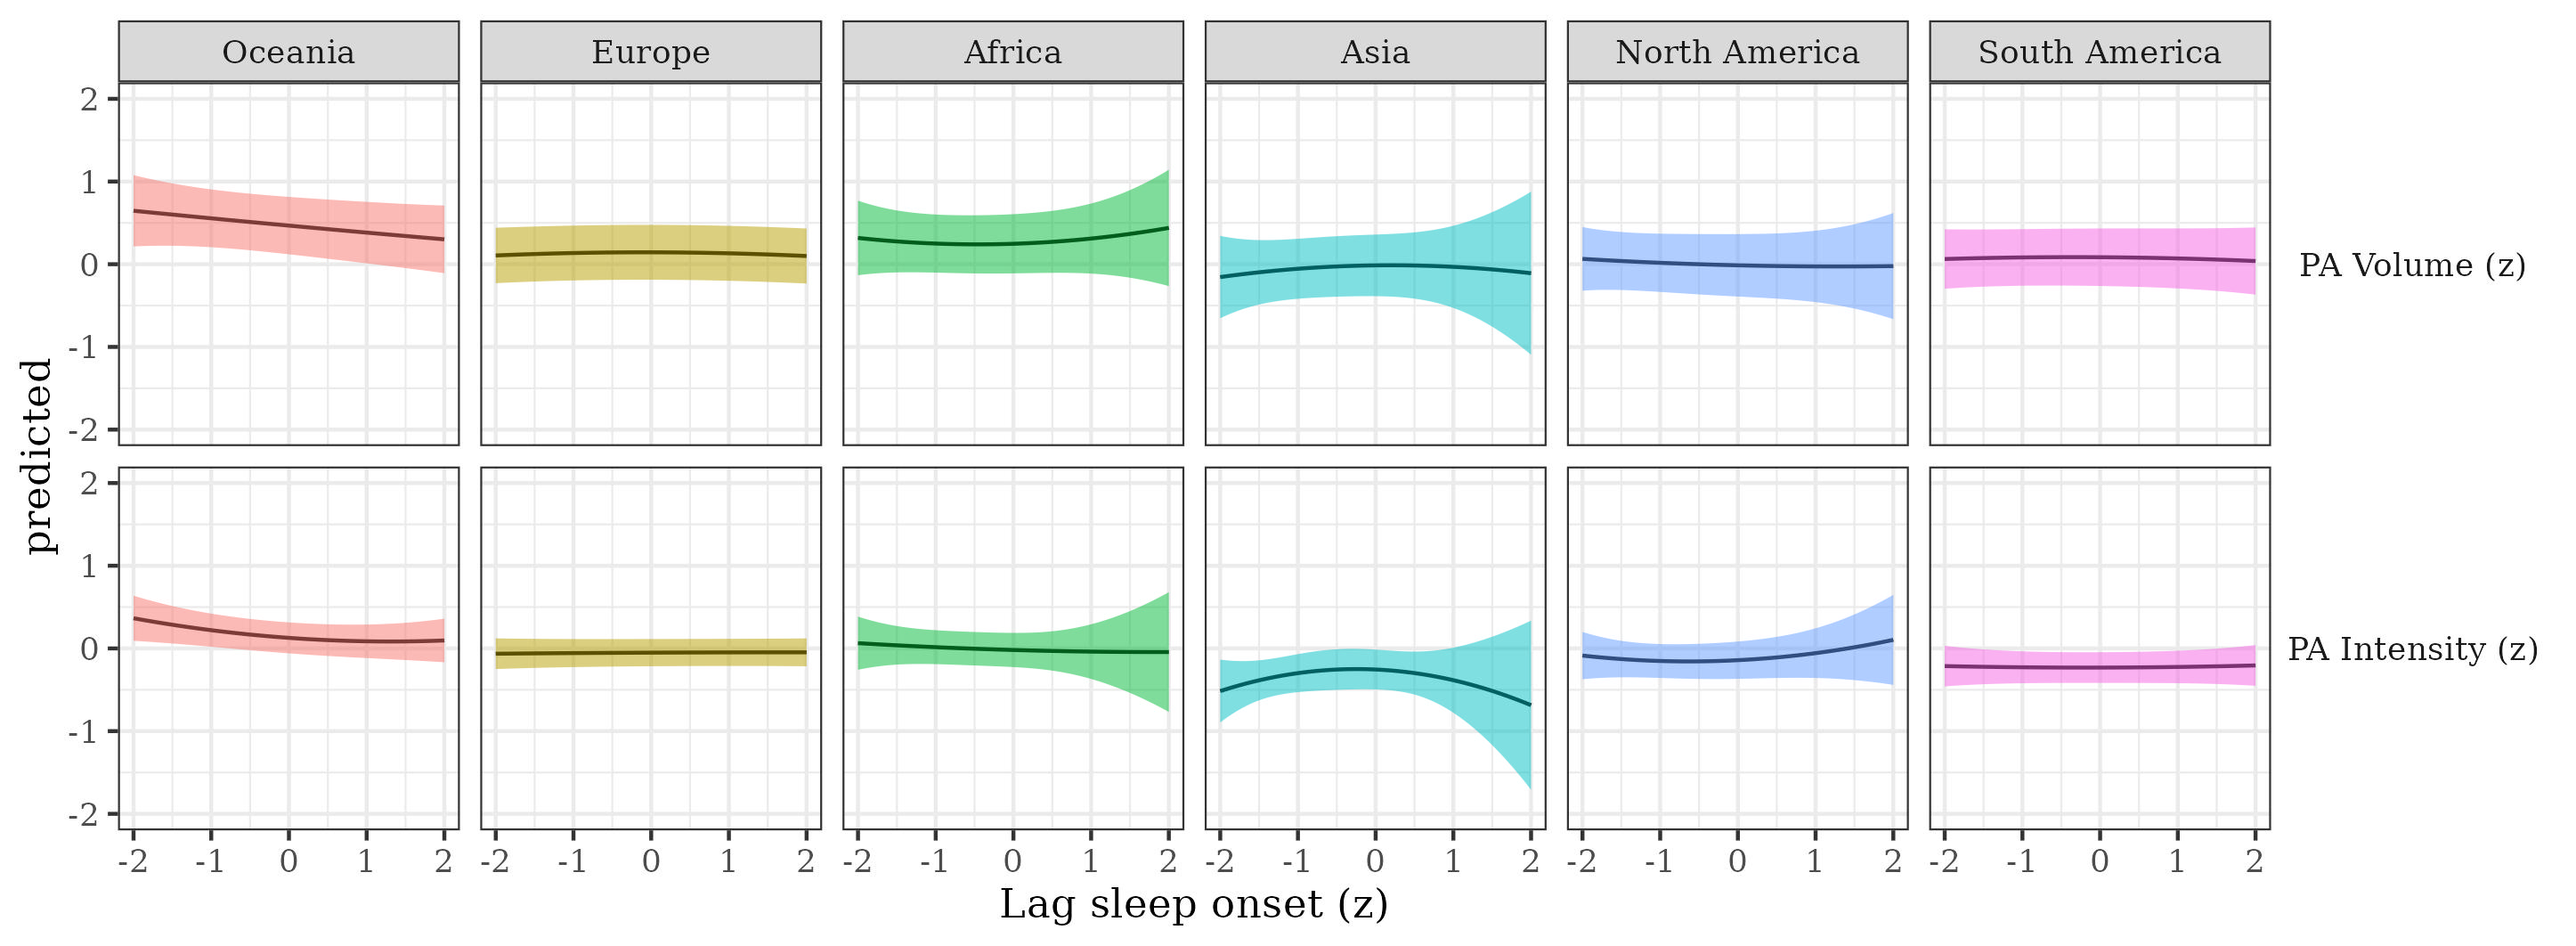 Oceania Europe Africa Asia North America South America
2
1
0
-1
-2
PA Volume (z)
predicted
2
1
0
-1
-2
PA Intensity (z)
-2 -1 0 1 2 -2 -1 0 1 2 -2 -1 0 1 2 -2 -1 0 1 2 -2 -1 0 1 2 -2 -1 0 1 2
Lag sleep onset (z)